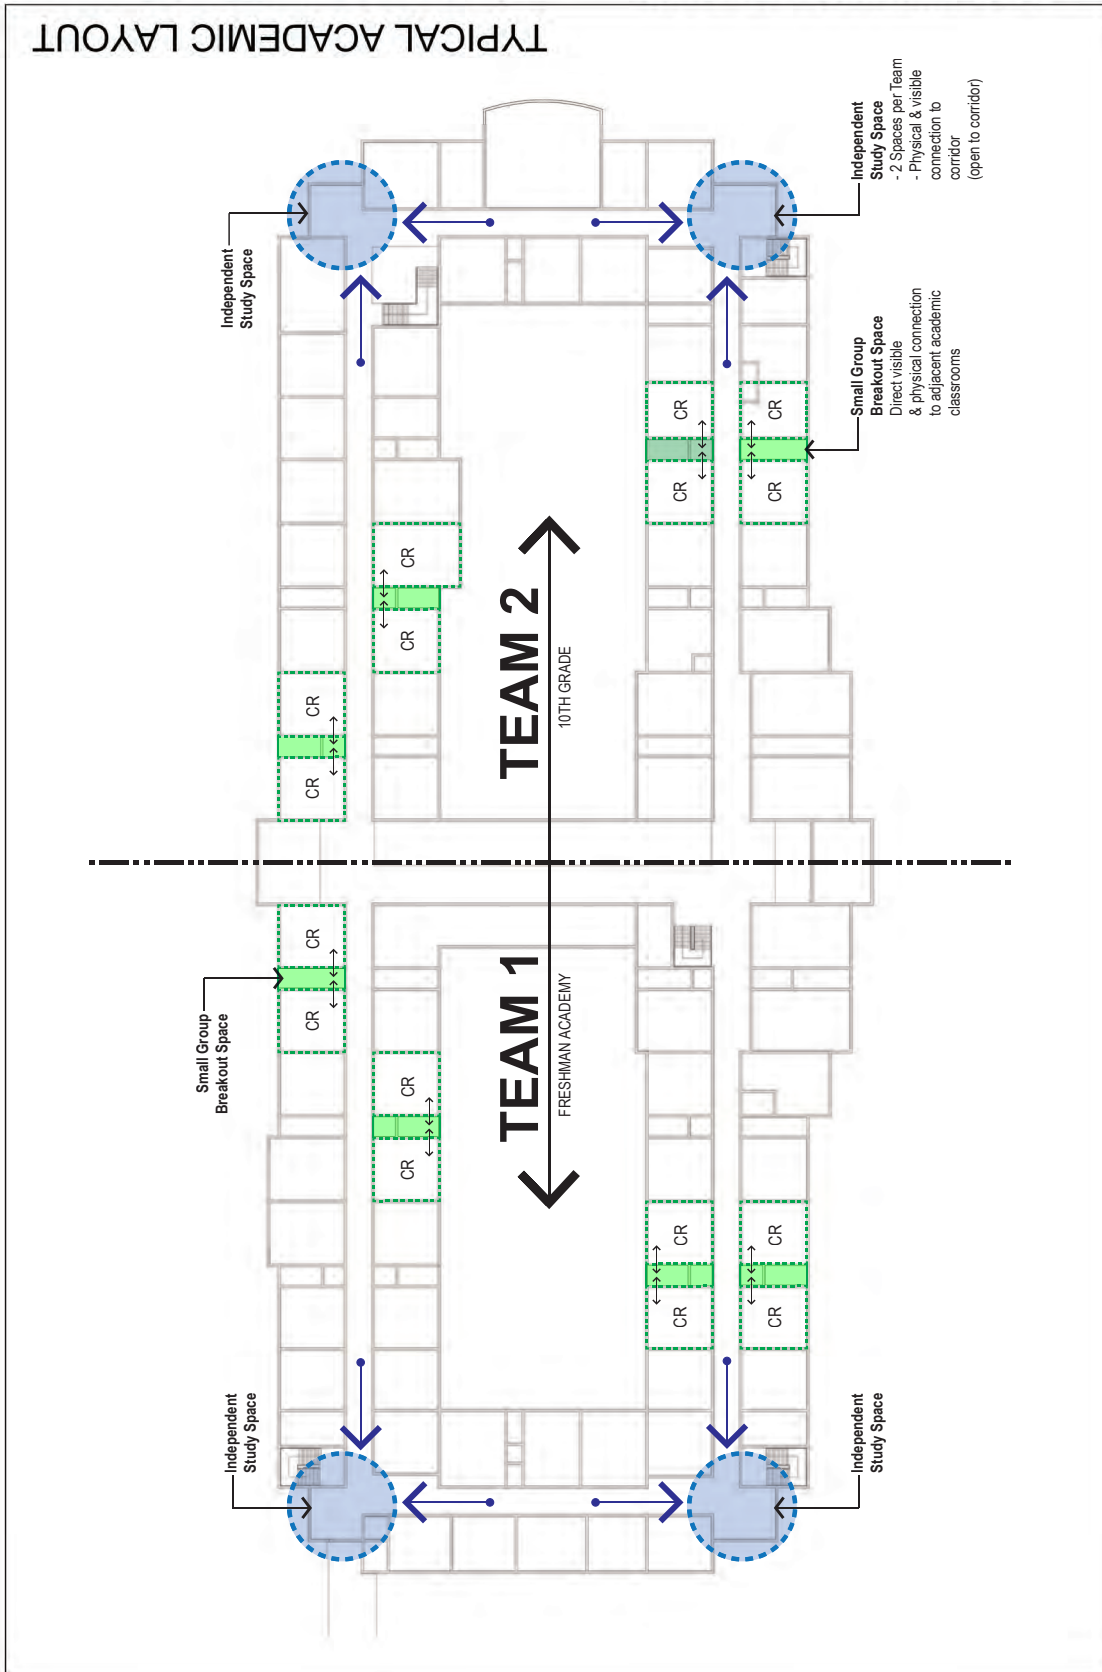 TYPICAL ACADEMIC LAYOUT
Independent
Study Space
Independent
Study Space
- 2 Spaces per Team
- Physical & visible
connection to
corridor
(open to corridor)
Small Group
Breakout Space
Direct visible
& physical connection
to adjacent academic
classrooms
CR
CR
CR
CR
CR
CR
CR
CR
TEAM 2
10TH GRADE
Small Group
Breakout Space
CR
CR
CR
CR
TEAM 1
FRESHMAN ACADEMY
CR
CR
CR
CR
Independent
Study Space
Independent
Study Space